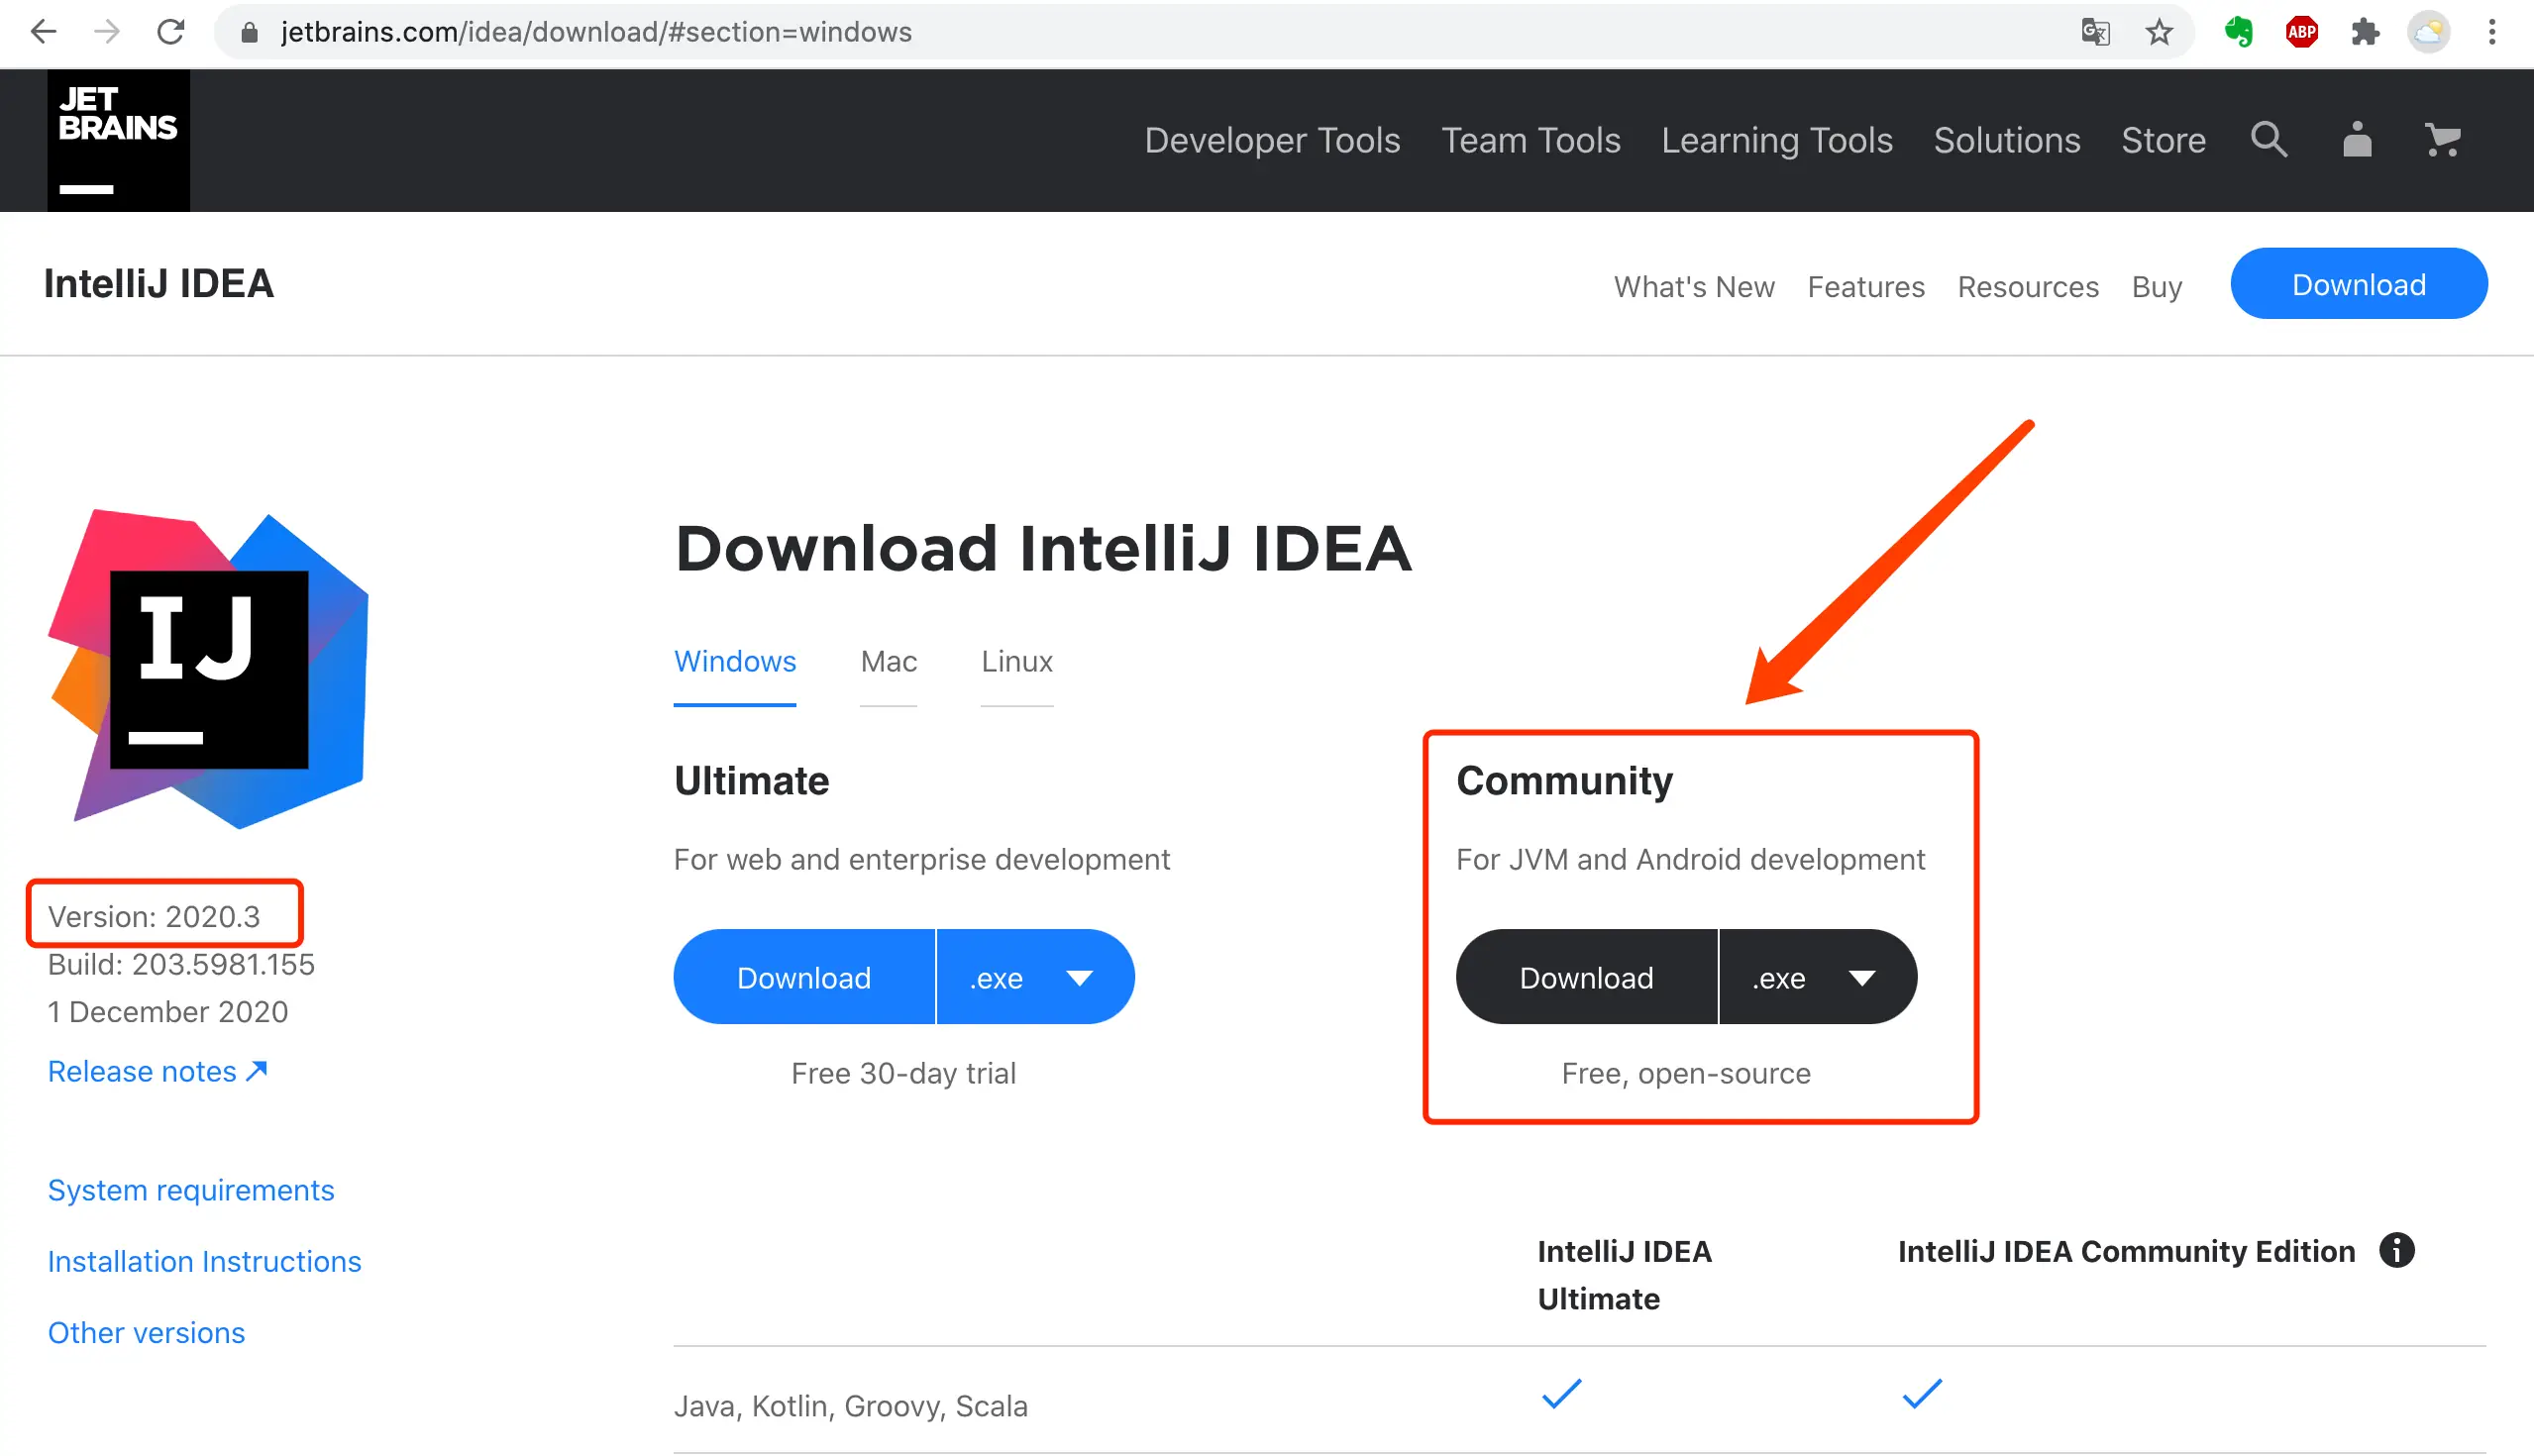 jetbrains.com/idea/download/#section=windows
ABP
JET
BRAINS
Developer Tools Team Tools Learning Tools Solutions Store
IntelliJ IDEA
What's New Features Resources Buy Download
IJ
Download IntelliJ IDEA
Windows Mac Linux
Ultimate
For web and enterprise development
Download .exe
Free 30-day trial
Community
For JVM and Android development
Download .exe
Free, open-source
Version: 2020.3
Build: 203.5981.155
1 December 2020
Release notes
System requirements
Installation Instructions
Other versions
IntelliJ IDEA
Ultimate
IntelliJ IDEA Community Edition
Java, Kotlin, Groovy, Scala